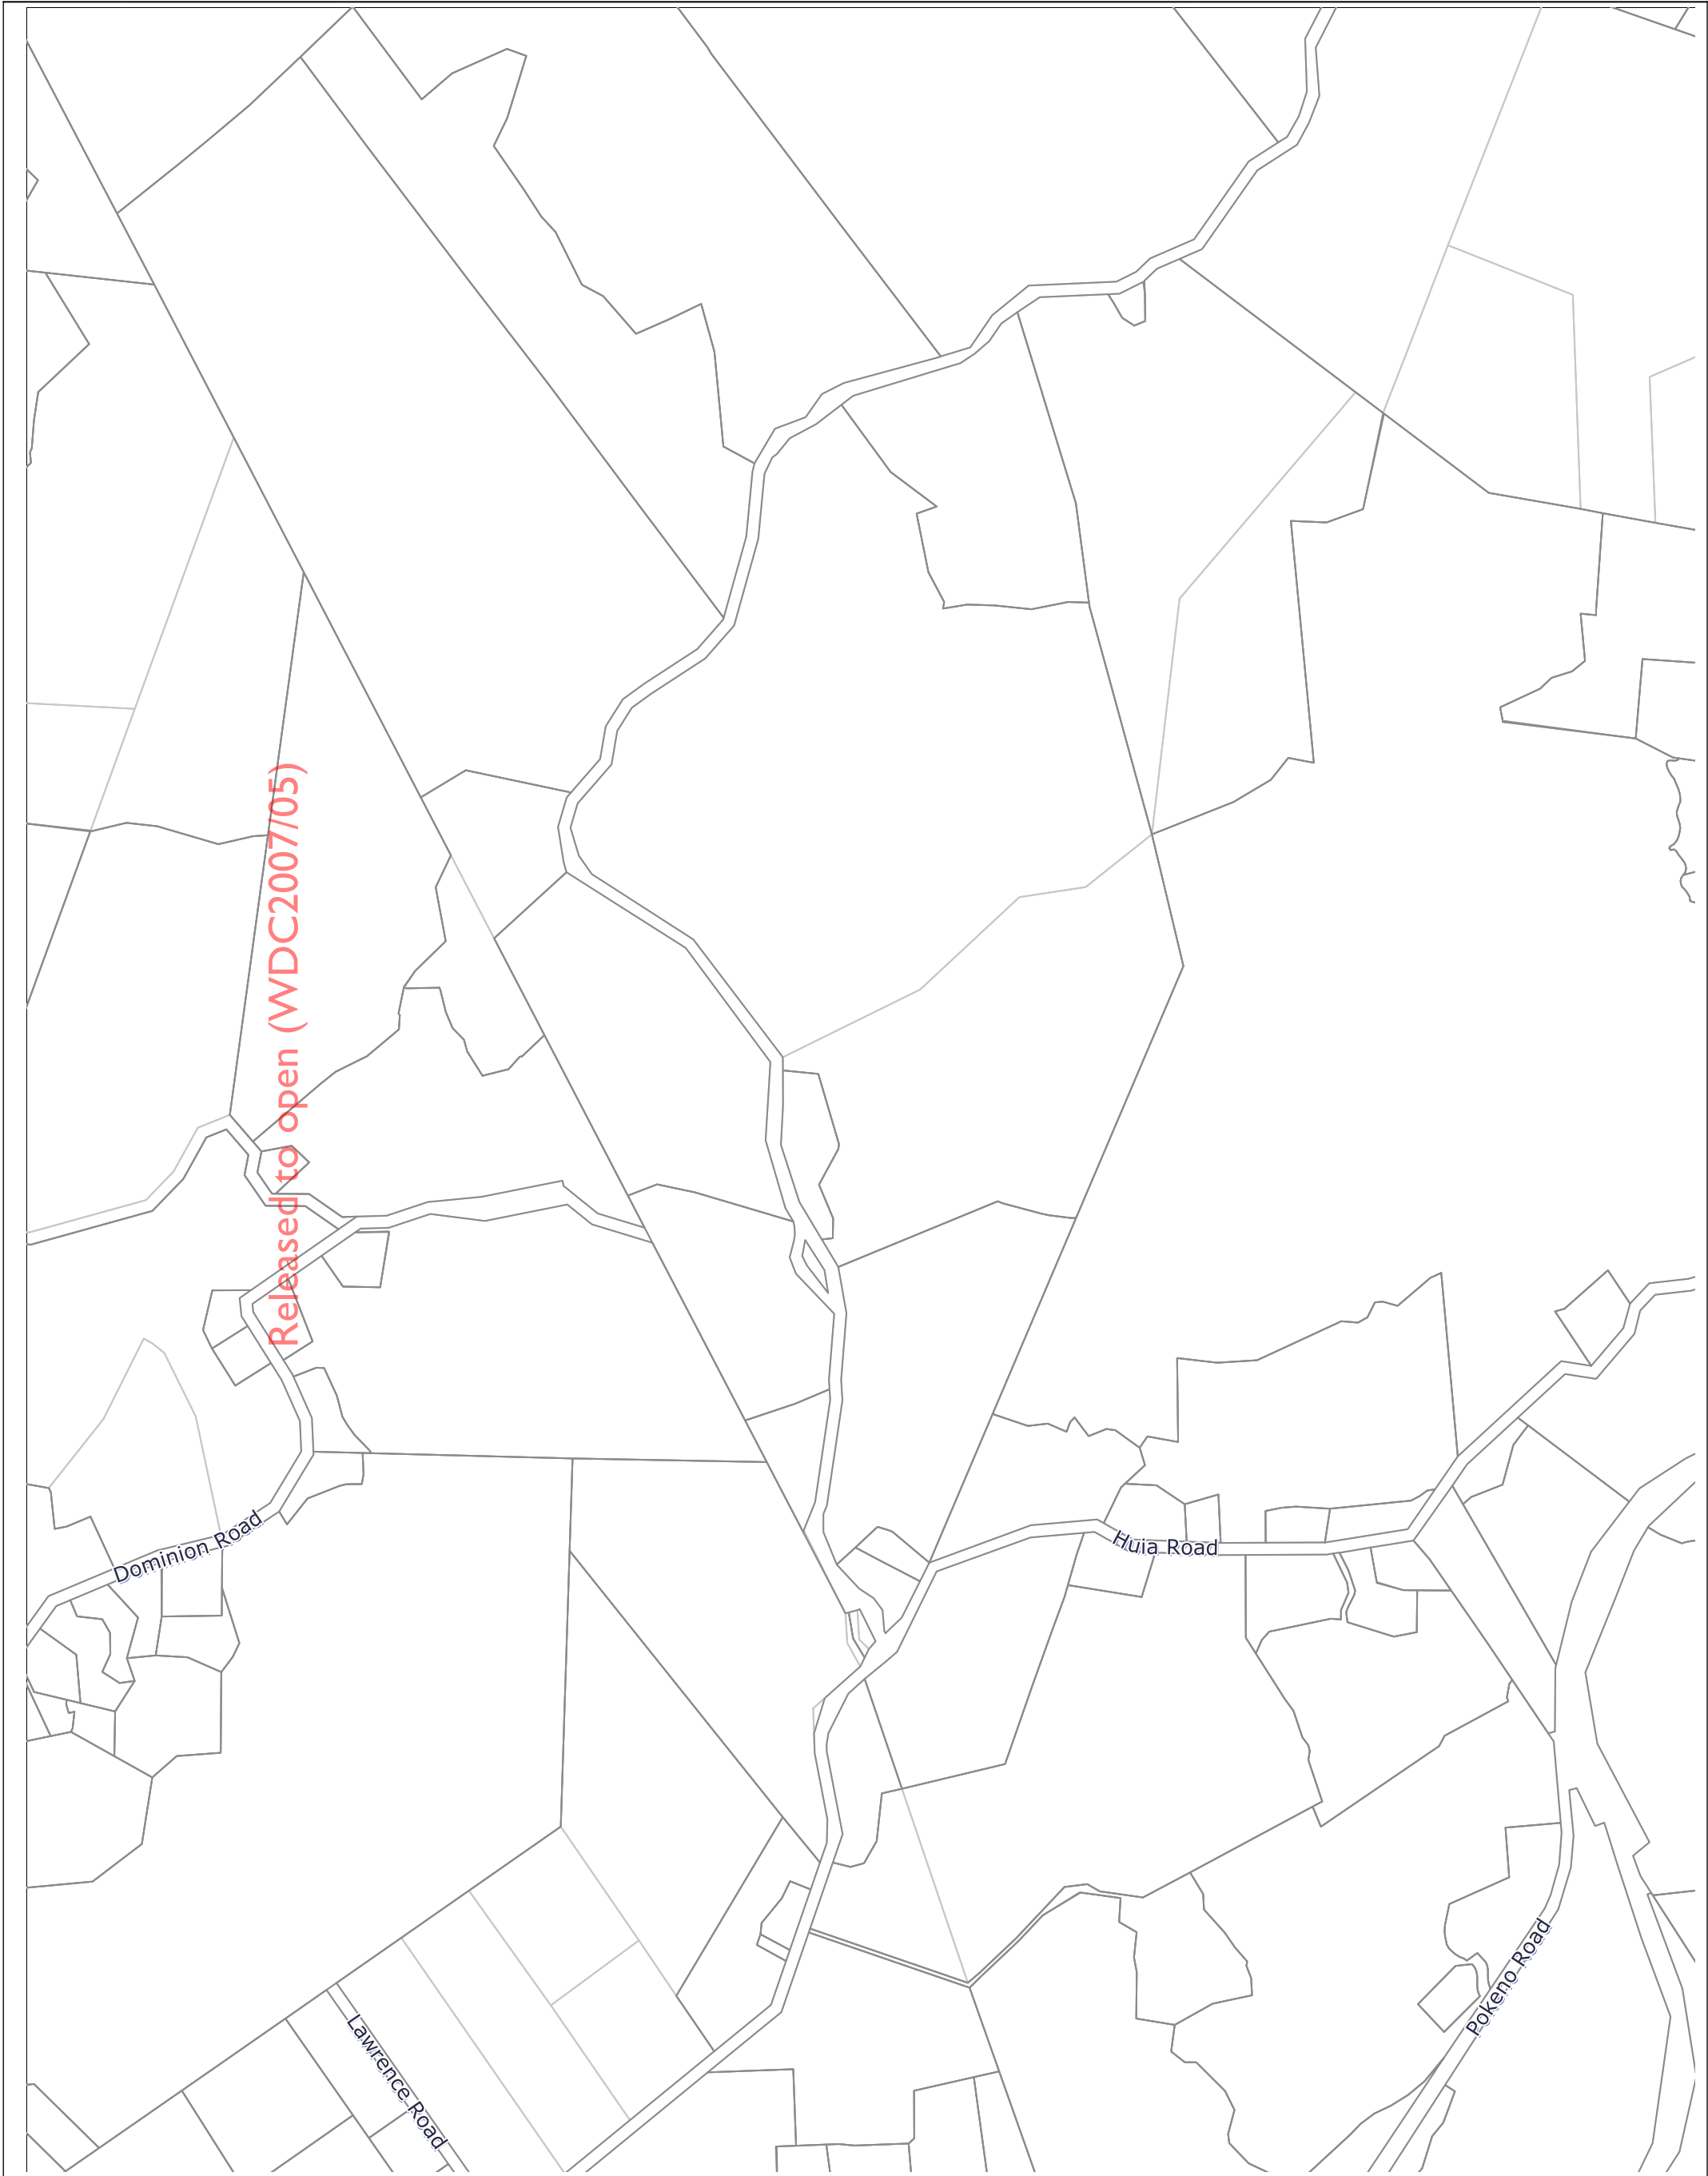 Released to open (WDC2007/05)
Dominion Road
Huia Road
Pokeno Road
Lawrence Road